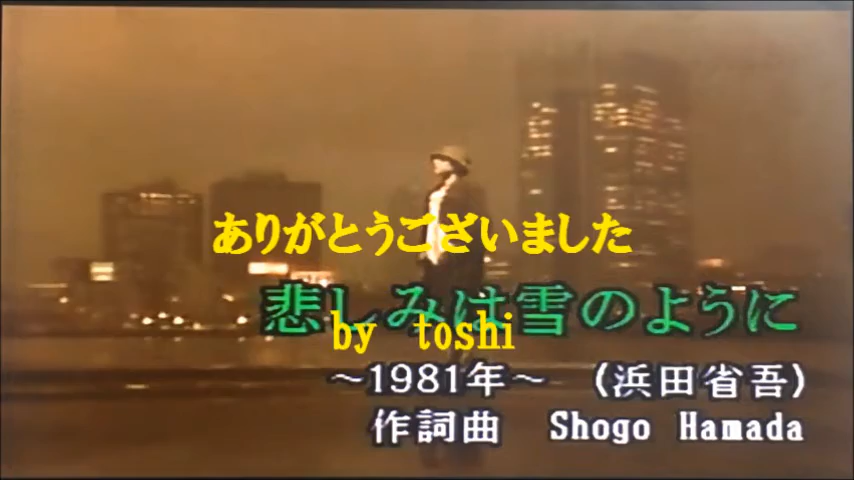 ありがとうございました
悲しみは雪のように
by toshi
～1981年～ （浜田省吾）
作詞曲 Shogo Hamada